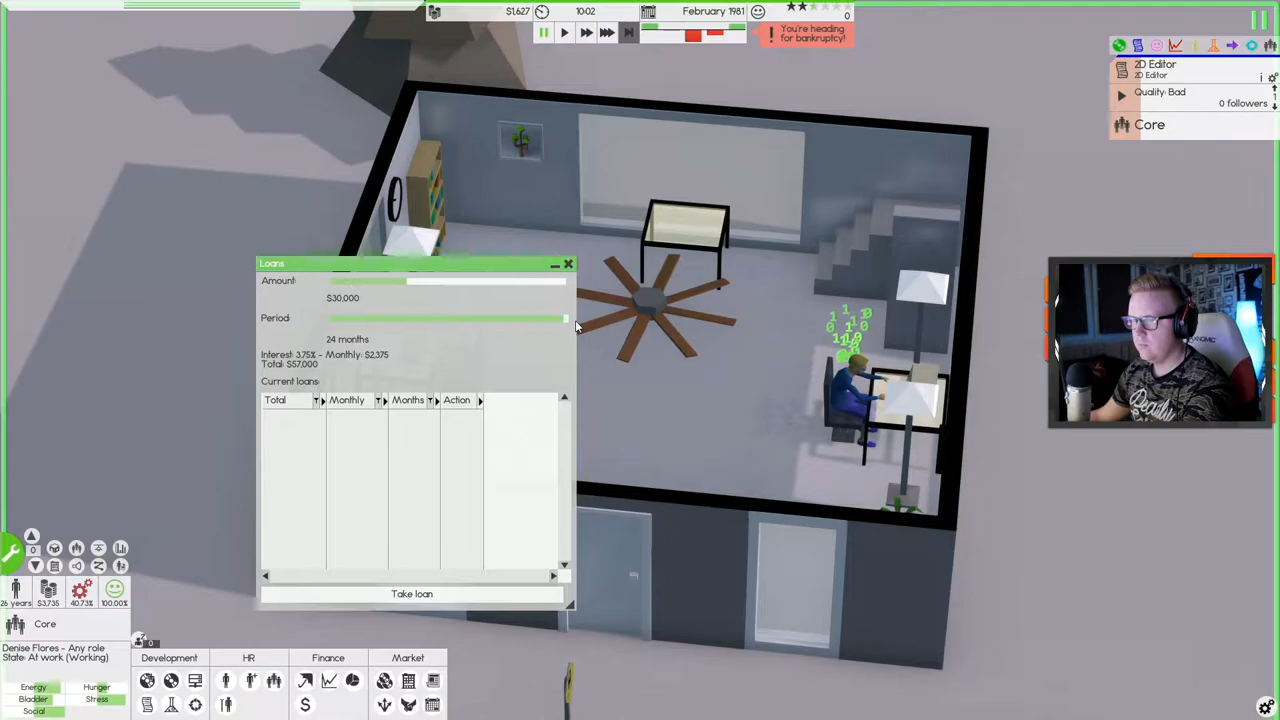 $1,627
10:02
February 1981
0
You're heading
for bankruptcy!
2D Editor
2D Editor
i
Quality: Bad
1
0 followers
Core
Loans
Amount:
$30,000
Period:
24 months
Interest: 3.75% - Monthly: $2,375
Total: $57,000
Current loans:
Total
Monthly
Months
Action
Take loan
0
26 years
$3,735
40.73%
100.00%
Core
0
Denise Flores - Any role
State: At work (Working)
Energy
Hunger
Bladder
Stress
Social
Development
HR
Finance
Market